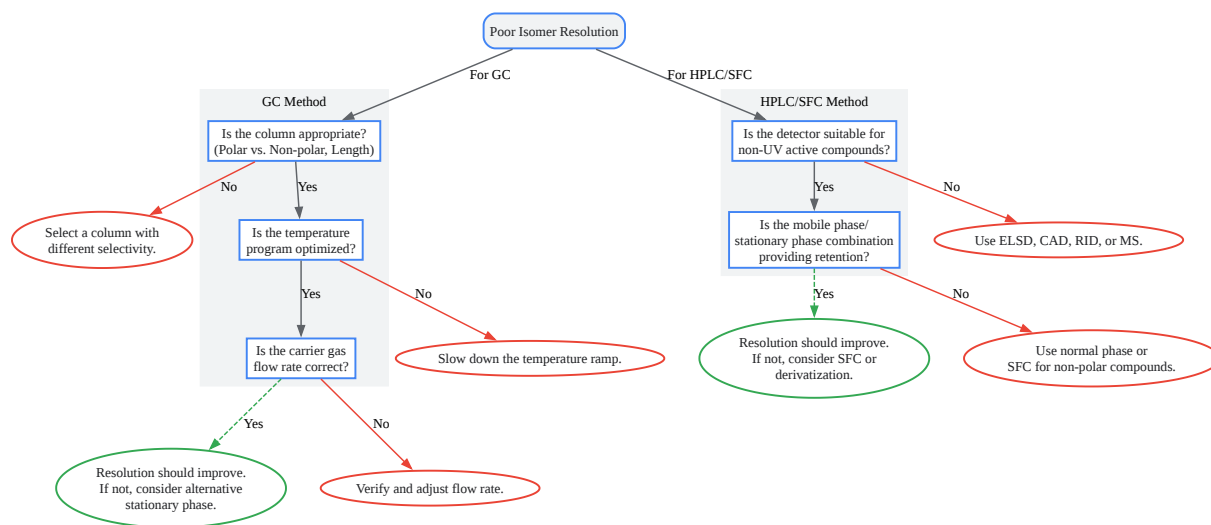 Poor Isomer Resolution
For GC
For HPLC/SFC
GC Method
HPLC/SFC Method
Is the column appropriate?
(Polar vs. Non-polar, Length)
Is the detector suitable for
non-UV active compounds?
No
Yes
Yes
No
Select a column with
different selectivity.
Is the temperature
program optimized?
Is the mobile phase/
stationary phase combination
providing retention?
Use ELSD, CAD, RID, or MS.
Yes
No
Yes
No
Is the carrier gas
flow rate correct?
Slow down the temperature ramp.
Resolution should improve.
If not, consider SFC or
derivatization.
Use normal phase or
SFC for non-polar compounds.
Yes
No
Resolution should improve.
If not, consider alternative
stationary phase.
Verify and adjust flow rate.